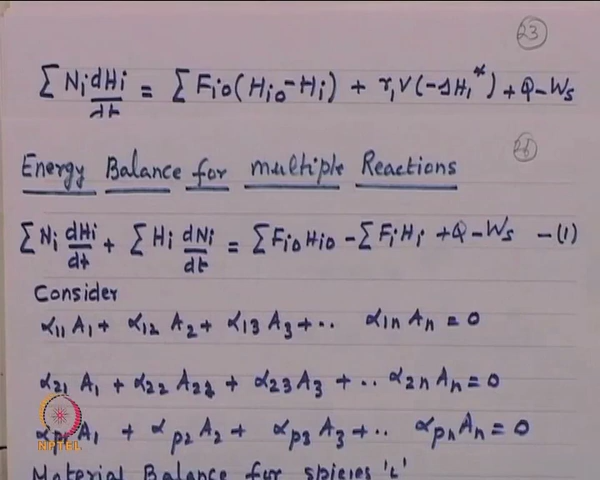 23
Σ Ni dHi/dt = Σ Fio(Hio-Hi) + r1V(-ΔH1*) + Q-Ws
28
Energy Balance for multiple Reactions
Σ Ni dHi/dt + Σ Hi dNi/dt = Σ Fio Hio - Σ Fi Hi + Q - Ws -(1)
Consider
α11 A1 + α12 A2 + α13 A3 + .. α1n An = 0
α21 A1 + α22 A22 + α23 A3 + .. α2n An = 0
αp1 A1 + αp2 A2 + αp3 A3 + .. αpn An = 0
NPTEL
Material Balance for species 'i'